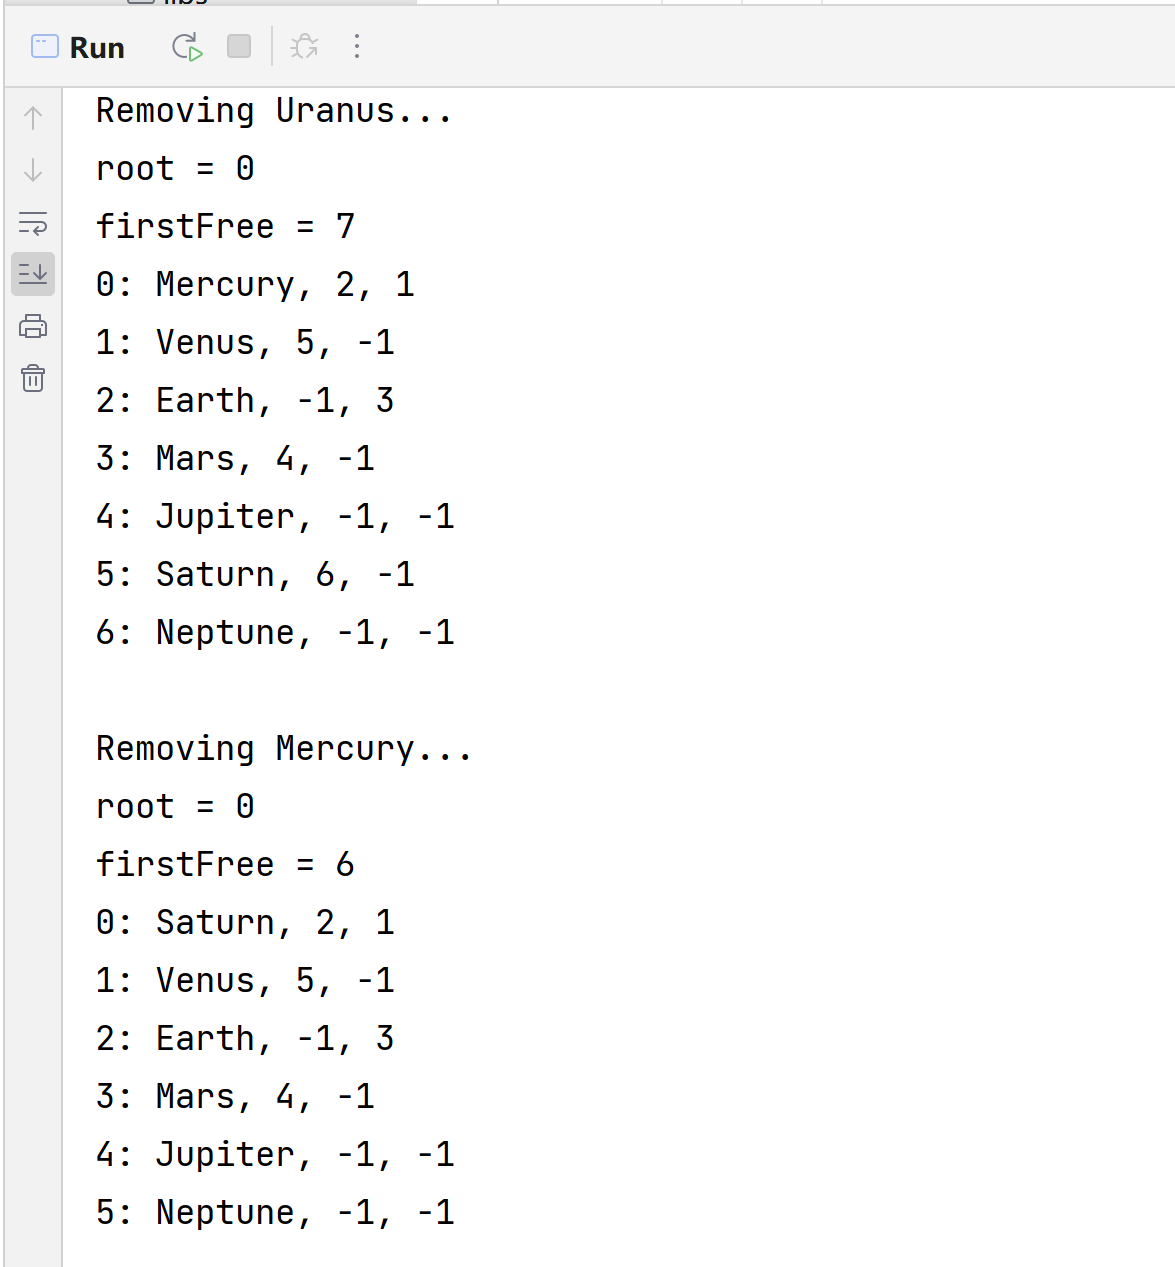 Run
Removing Uranus...
root = 0
firstFree = 7
0: Mercury, 2, 1
1: Venus, 5, -1
2: Earth, -1, 3
3: Mars, 4, -1
4: Jupiter, -1, -1
5: Saturn, 6, -1
6: Neptune, -1, -1
Removing Mercury...
root = 0
firstFree = 6
0: Saturn, 2, 1
1: Venus, 5, -1
2: Earth, -1, 3
3: Mars, 4, -1
4: Jupiter, -1, -1
5: Neptune, -1, -1